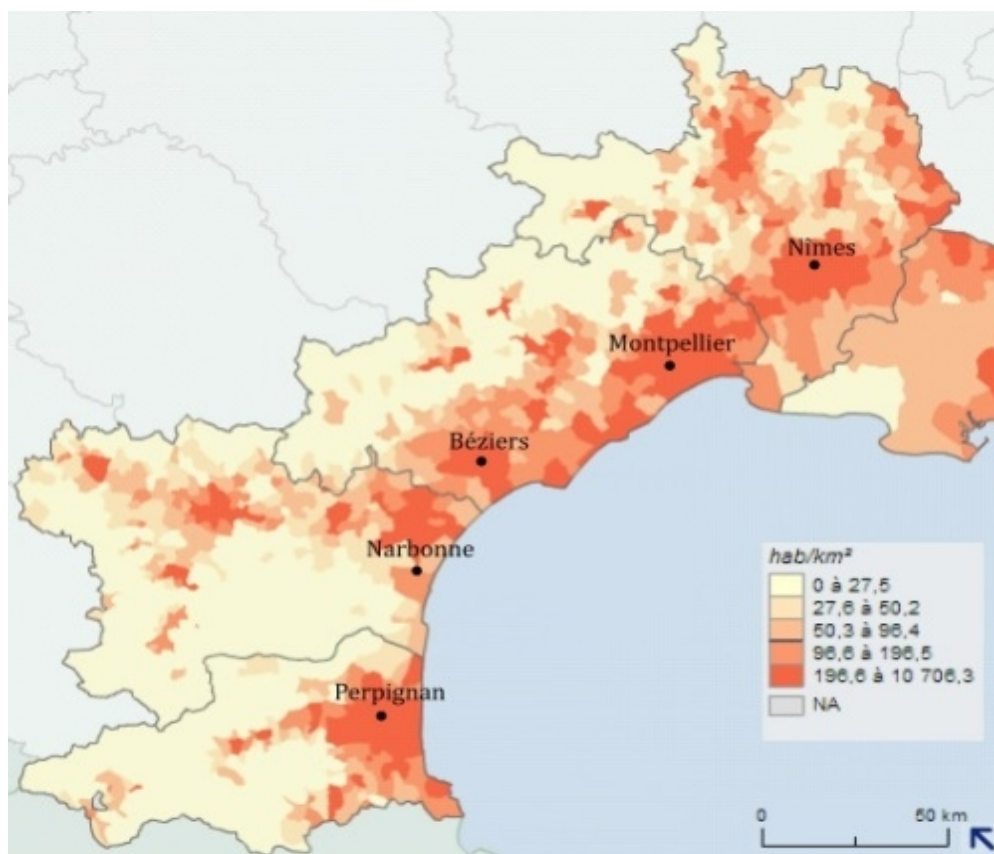 Nîmes
Montpellier
Béziers
Narbonne
Perpignan
hab/km²
0 à 27,5
27,6 à 50,2
50,3 à 96,4
96,6 à 196,5
196,6 à 10 706,3
NA
0 50 km